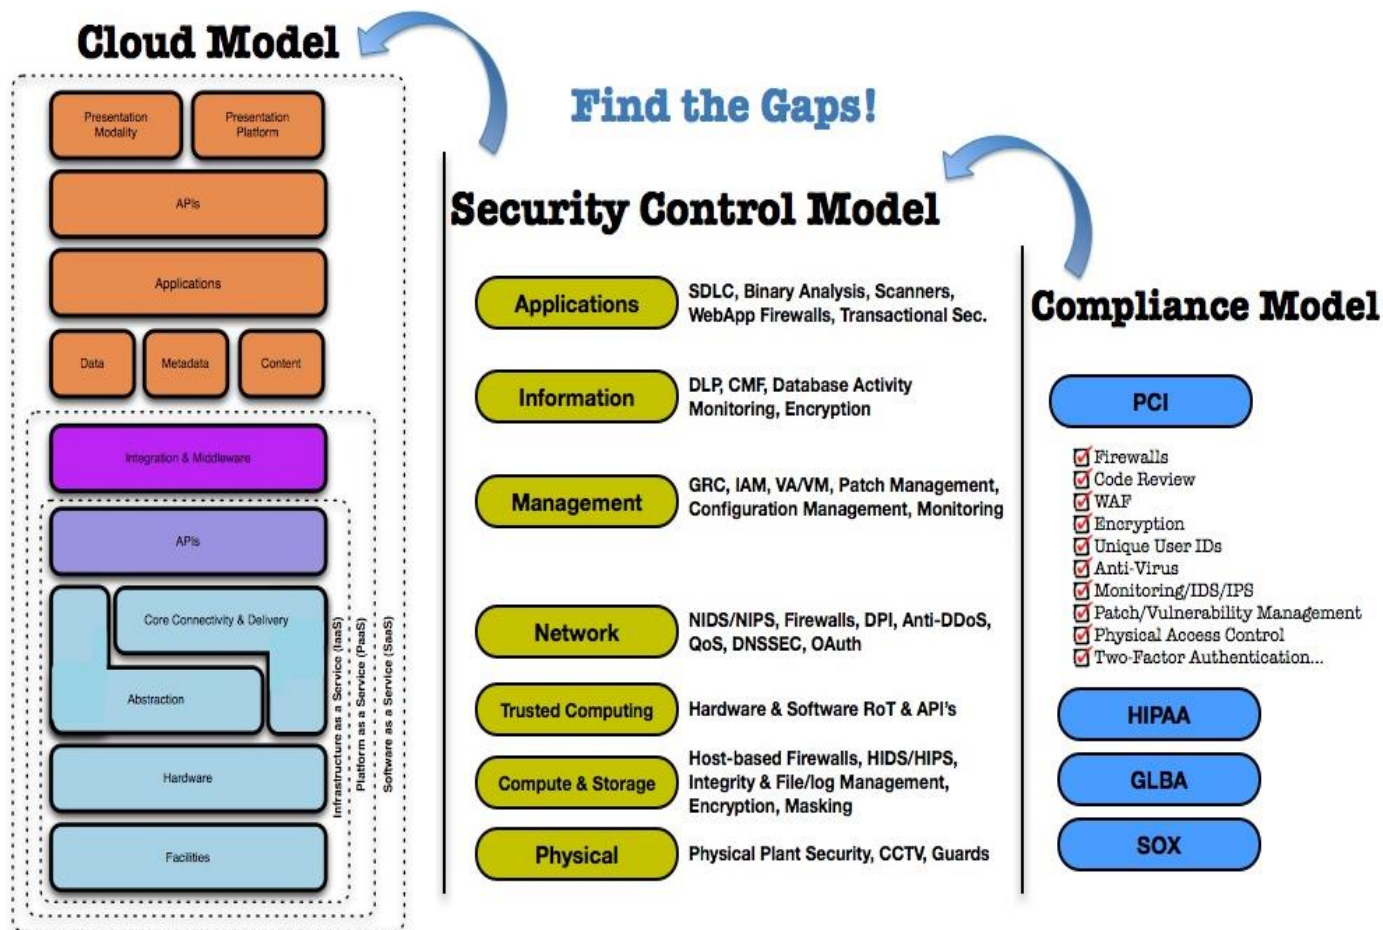 Cloud Model
Find the Gaps!
Presentation
Modality
Presentation
Platform
APIs
Applications
Data
Metadata
Content
Integration & Middleware
APIs
Core Connectivity & Delivery
Abstraction
Hardware
Facilities
Infrastructure as a Service (IaaS)
Platform as a Service (PaaS)
Software as a Service (SaaS)
Security Control Model
Applications
SDLC, Binary Analysis, Scanners,
WebApp Firewalls, Transactional Sec.
Information
DLP, CMF, Database Activity
Monitoring, Encryption
Management
GRC, IAM, VA/VM, Patch Management,
Configuration Management, Monitoring
Network
NIDS/NIPS, Firewalls, DPI, Anti-DDoS,
QoS, DNSSEC, OAuth
Trusted Computing
Hardware & Software RoT & API's
Compute & Storage
Host-based Firewalls, HIDS/HIPS,
Integrity & File/log Management,
Encryption, Masking
Physical
Physical Plant Security, CCTV, Guards
Compliance Model
PCI
Firewalls
Code Review
WAF
Encryption
Unique User IDs
Anti-Virus
Monitoring/IDS/IPS
Patch/Vulnerability Management
Physical Access Control
Two-Factor Authentication...
HIPAA
GLBA
SOX